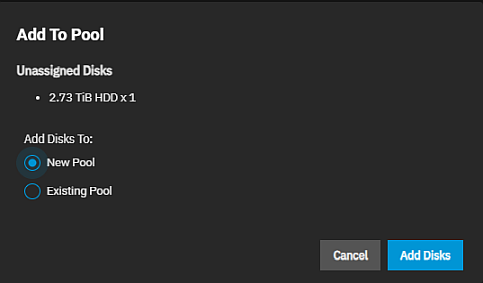 Add To Pool
Unassigned Disks
• 2.73 TiB HDD x 1
Add Disks To:
New Pool
Existing Pool
Cancel
Add Disks